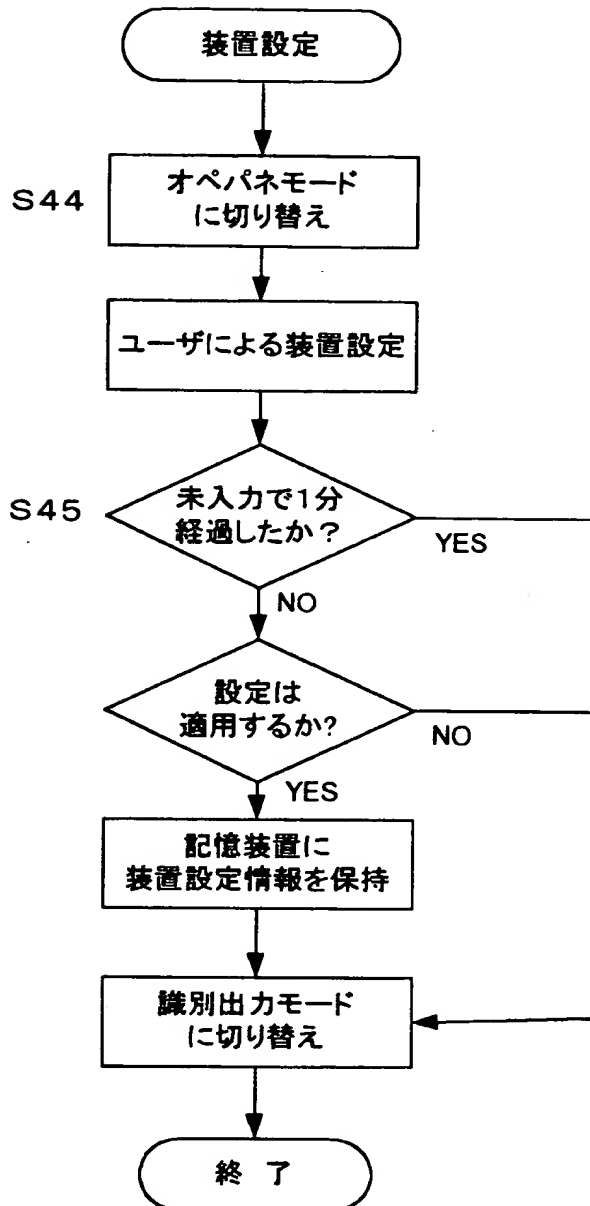 装置設定
S44
オペパネモード
に切り替え
ユーザによる装置設定
S45
未入力で1分
経過したか？
YES
NO
設定は
適用するか?
NO
YES
記憶装置に
装置設定情報を保持
識別出力モード
に切り替え
終 了